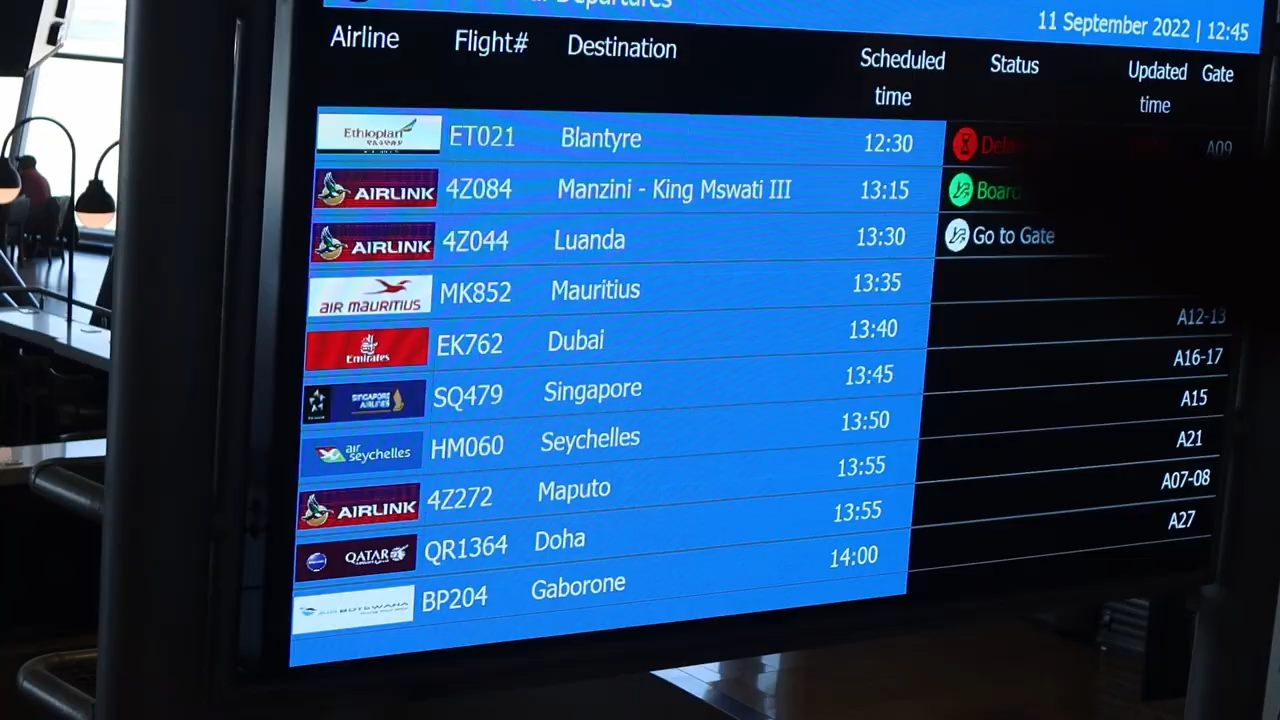 Departures
11 September 2022 | 12:45
Airline Flight# Destination Scheduled time Status Updated time Gate
Ethiopian ET021 Blantyre 12:30 A09
AIRLINK 4Z084 Manzini - King Mswati III 13:15
AIRLINK 4Z044 Luanda 13:30 Go to Gate
AIR MAURITIUS MK852 Mauritius 13:35
Emirates EK762 Dubai 13:40 A12-13
SINGAPORE AIRLINES SQ479 Singapore 13:45 A16-17
air seychelles HM060 Seychelles 13:50 A15
AIRLINK 4Z272 Maputo 13:55 A21
QATAR QR1364 Doha 13:55 A07-08
AIR BOTSWANA BP204 Gaborone 14:00 A27